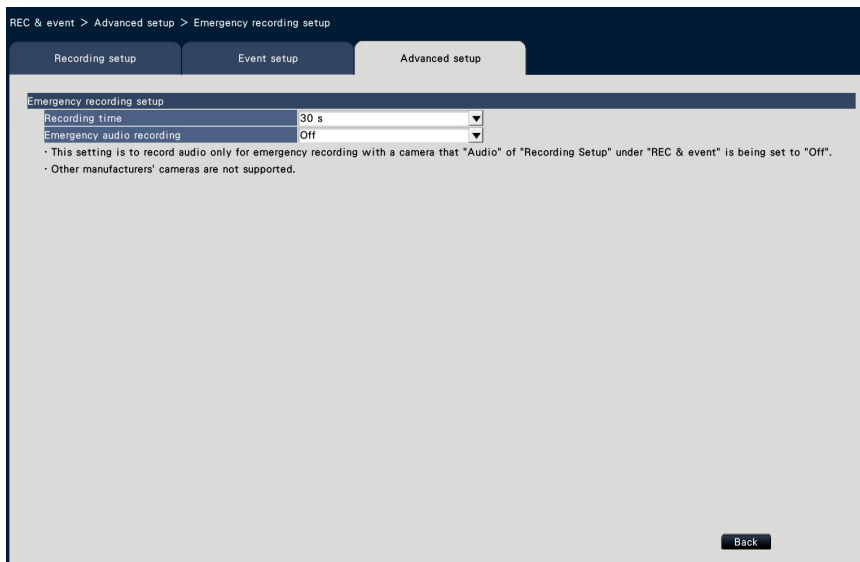 REC & event > Advanced setup > Emergency recording setup
Recording setup
Event setup
Advanced setup
Emergency recording setup
Recording time 30 s
Emergency audio recording Off
· This setting is to record audio only for emergency recording with a camera that "Audio" of "Recording Setup" under "REC & event" is being set to "Off".
· Other manufacturers' cameras are not supported.
Back